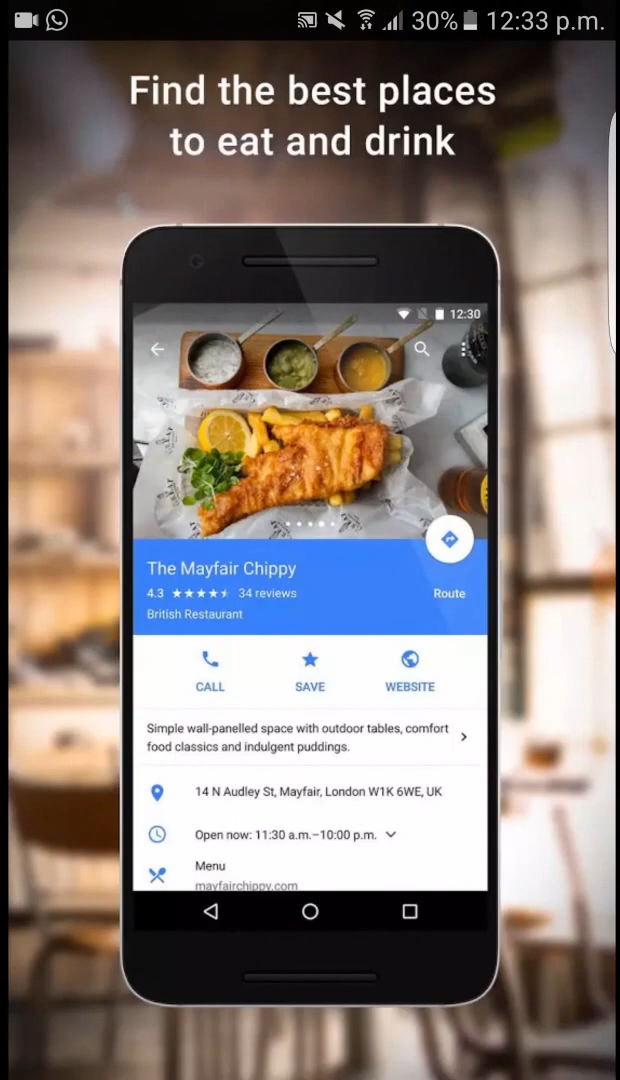 30% 12:33 p.m.
Find the best places
to eat and drink
12:30
The Mayfair Chippy
4.3 34 reviews Route
British Restaurant
CALL SAVE WEBSITE
Simple wall-panelled space with outdoor tables, comfort
food classics and indulgent puddings.
14 N Audley St, Mayfair, London W1K 6WE, UK
Open now: 11:30 a.m.–10:00 p.m.
Menu
mayfairchippy.com